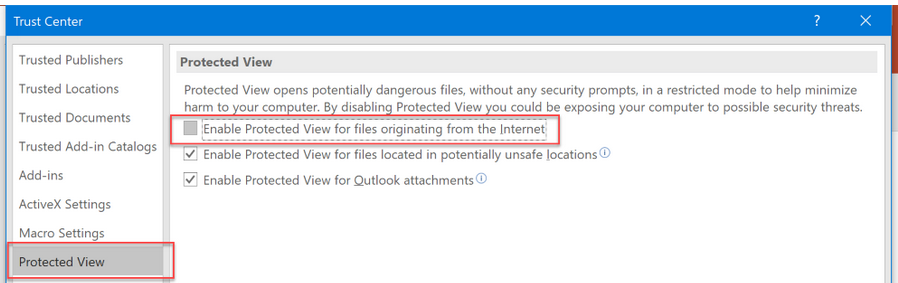 Trust Center
?
Trusted Publishers
Trusted Locations
Trusted Documents
Trusted Add-in Catalogs
Add-ins
ActiveX Settings
Macro Settings
Protected View
Protected View
Protected View opens potentially dangerous files, without any security prompts, in a restricted mode to help minimize
harm to your computer. By disabling Protected View you could be exposing your computer to possible security threats.
Enable Protected View for files originating from the Internet
Enable Protected View for files located in potentially unsafe locations
Enable Protected View for Outlook attachments